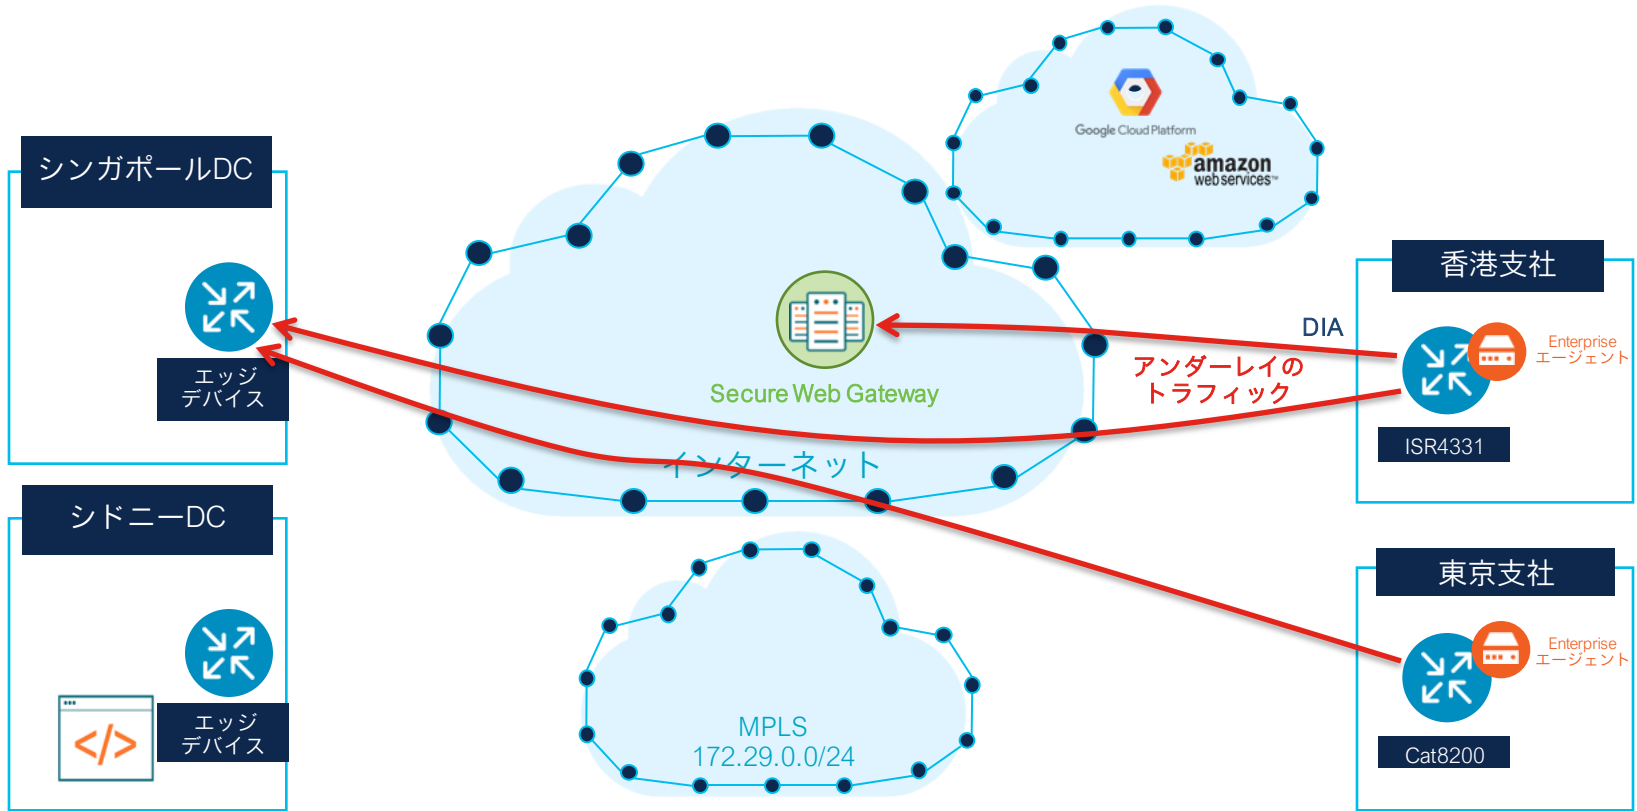 Google Cloud Platform
amazon
web services™
シンガポールDC
エッジ
デバイス
シドニーDC
エッジ
デバイス
</>
Secure Web Gateway
インターネット
DIA
アンダーレイの
トラフィック
MPLS
172.29.0.0/24
香港支社
Enterprise
エージェント
ISR4331
東京支社
Enterprise
エージェント
Cat8200